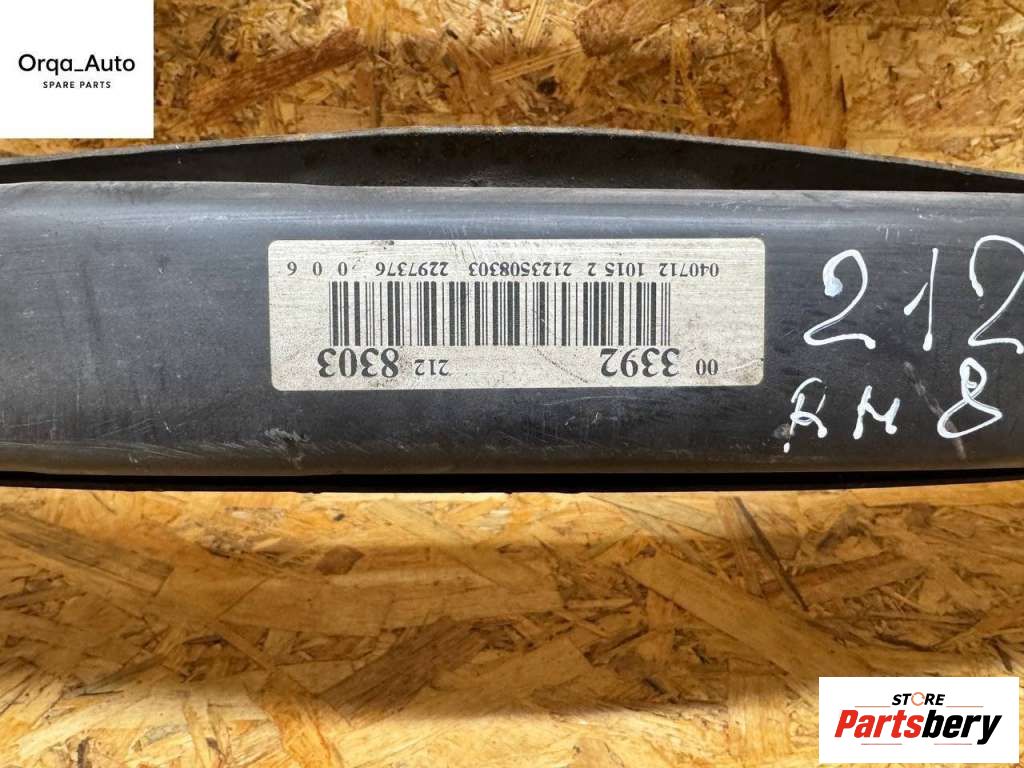 Orqa_Auto
SPARE PARTS
00 3392 212 8303
040712 1015 2 2123508303 2297376 0 0 6
212
8
STORE
Partsbery